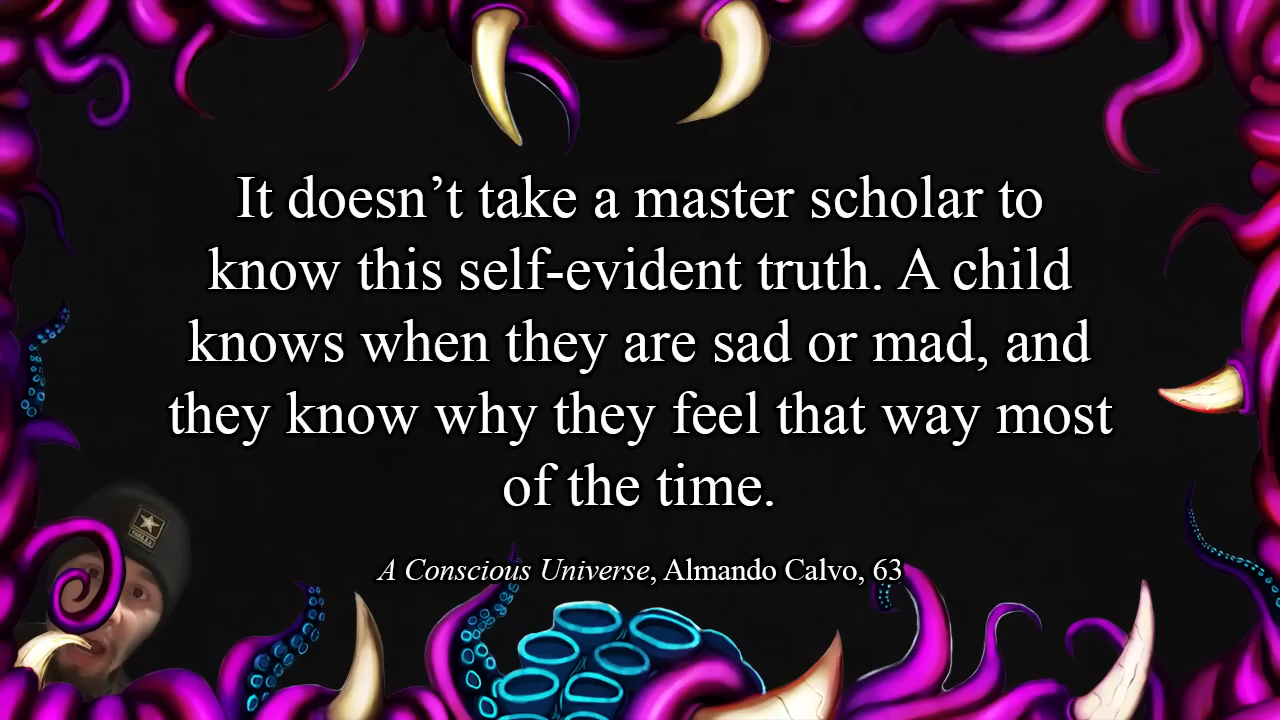 It doesn’t take a master scholar to
know this self-evident truth. A child
knows when they are sad or mad, and
they know why they feel that way most
of the time.
A Conscious Universe, Almando Calvo, 63